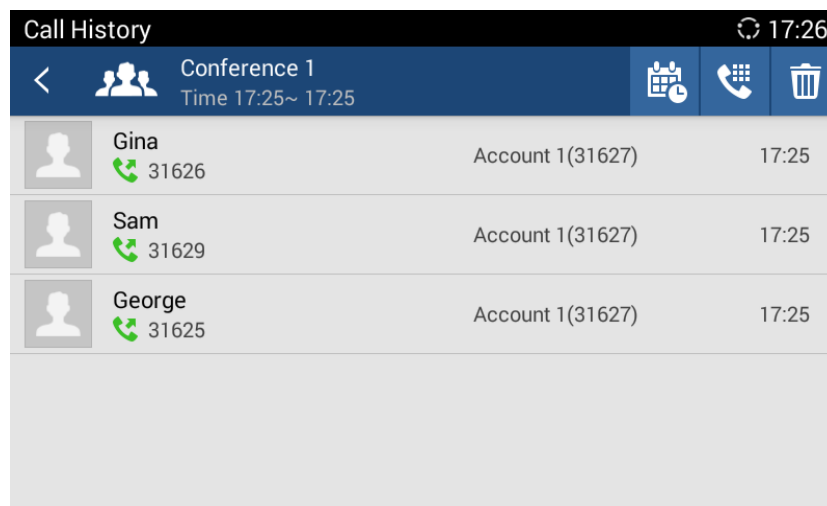 Call History 17:26
Conference 1
Time 17:25~ 17:25
Gina
31626 Account 1(31627) 17:25
Sam
31629 Account 1(31627) 17:25
George
31625 Account 1(31627) 17:25